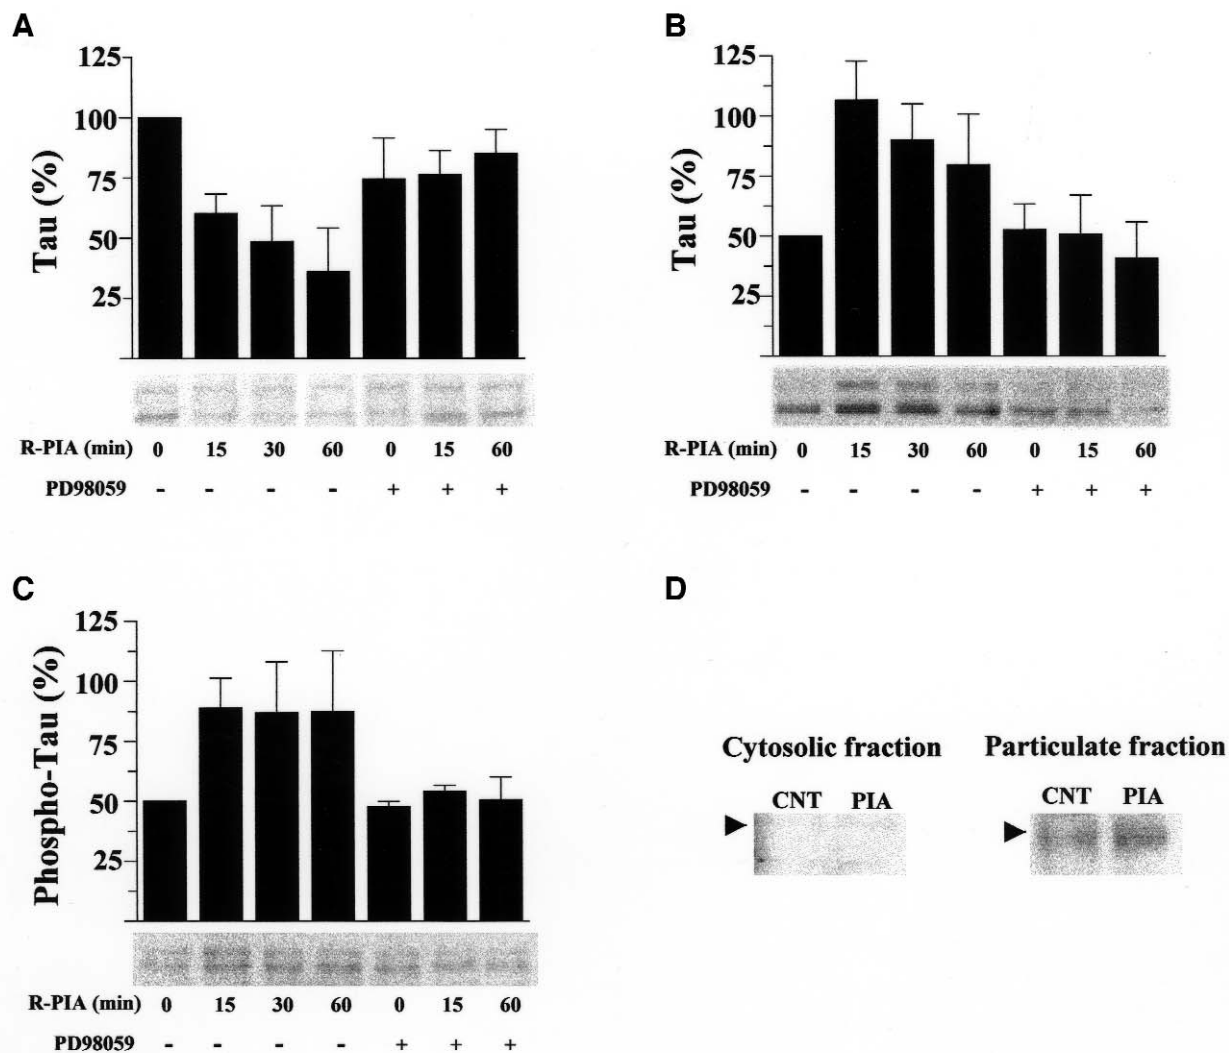 A
125
100
75
50
25
Tau (%)
R-PIA (min) 0 15 30 60 0 15 60
PD98059 - - - - + + +
B
125
100
75
50
25
Tau (%)
R-PIA (min) 0 15 30 60 0 15 60
PD98059 - - - - + + +
C
125
100
75
50
25
Phospho-Tau (%)
R-PIA (min) 0 15 30 60 0 15 60
PD98059 - - - - + + +
D
Cytosolic fraction
CNT PIA
Particulate fraction
CNT PIA